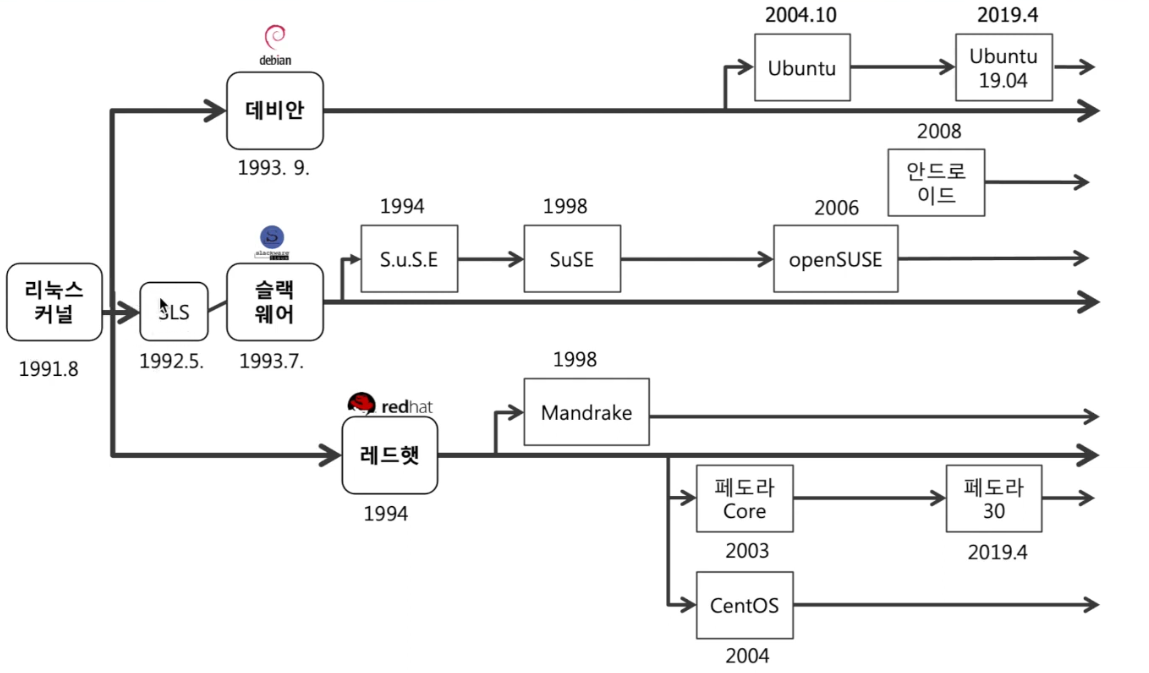 2004.10
2019.4
debian
Ubuntu
Ubuntu
19.04
데비안
2008
1993. 9.
안드로
이드
1994
1998
2006
slackware
S.u.S.E
SuSE
openSUSE
리눅스
커널
SLS
슬랙
웨어
1991.8
1992.5.
1993.7.
1998
redhat
Mandrake
레드햇
1994
페도라
Core
페도라
30
2003
2019.4
CentOS
2004